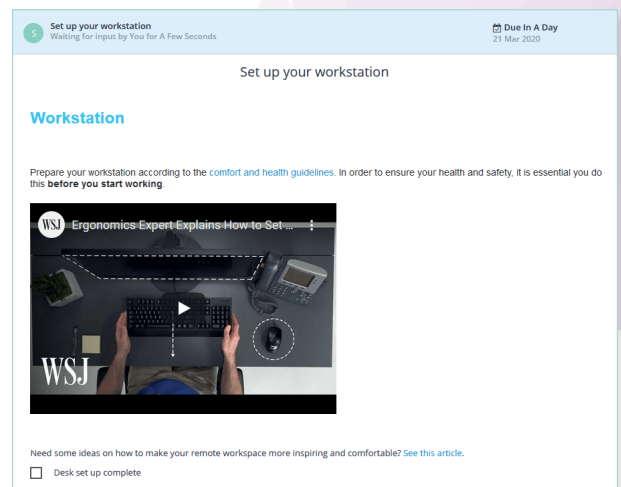 S
Set up your workstation
Waiting for input by You for A Few Seconds
Due In A Day
21 Mar 2020
Set up your workstation
Workstation
Prepare your workstation according to the comfort and health guidelines. In order to ensure your health and safety, it is essential you do
this before you start working.
WSJ
Ergonomics Expert Explains How to Set ...
WSJ
Need some ideas on how to make your remote workspace more inspiring and comfortable? See this article.
Desk set up complete